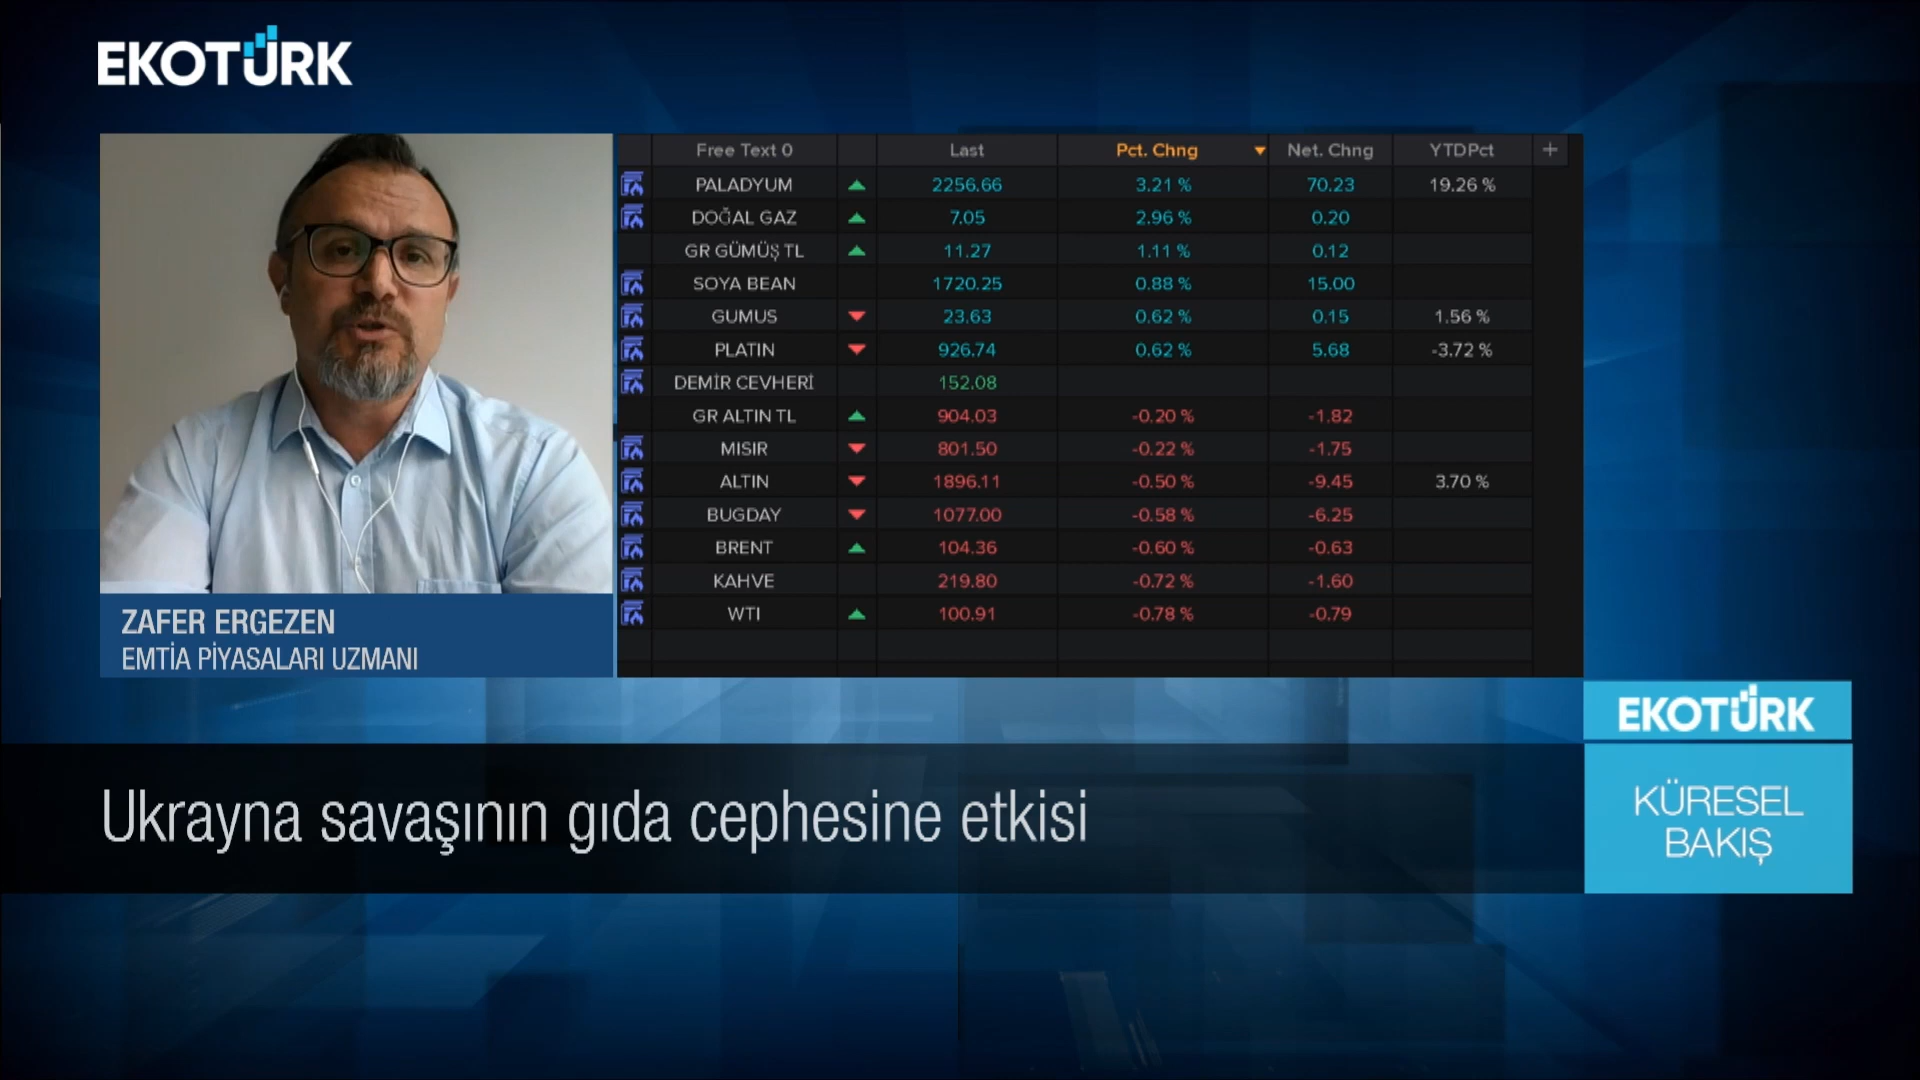 EKOTÜRK
Free Text 0 Last Pct. Chng Net. Chng YTDPct +
PALADYUM 2256.66 3.21 % 70.23 19.26 %
DOĞAL GAZ 7.05 2.96 % 0.20
GR GÜMÜŞ TL 11.27 1.11 % 0.12
SOYA BEAN 1720.25 0.88 % 15.00
GUMUS 23.63 0.62 % 0.15 1.56 %
PLATIN 926.74 0.62 % 5.68 -3.72 %
DEMİR CEVHERİ 152.08
GR ALTIN TL 904.03 -0.20 % -1.82
MISIR 801.50 -0.22 % -1.75
ALTIN 1896.11 -0.50 % -9.45 3.70 %
BUGDAY 1077.00 -0.58 % -6.25
BRENT 104.36 -0.60 % -0.63
KAHVE 219.80 -0.72 % -1.60
WTI 100.91 -0.78 % -0.79
ZAFER ERGEZEN
EMTİA PİYASALARI UZMANI
EKOTÜRK
KÜRESEL
BAKIŞ
Ukrayna savaşının gıda cephesine etkisi